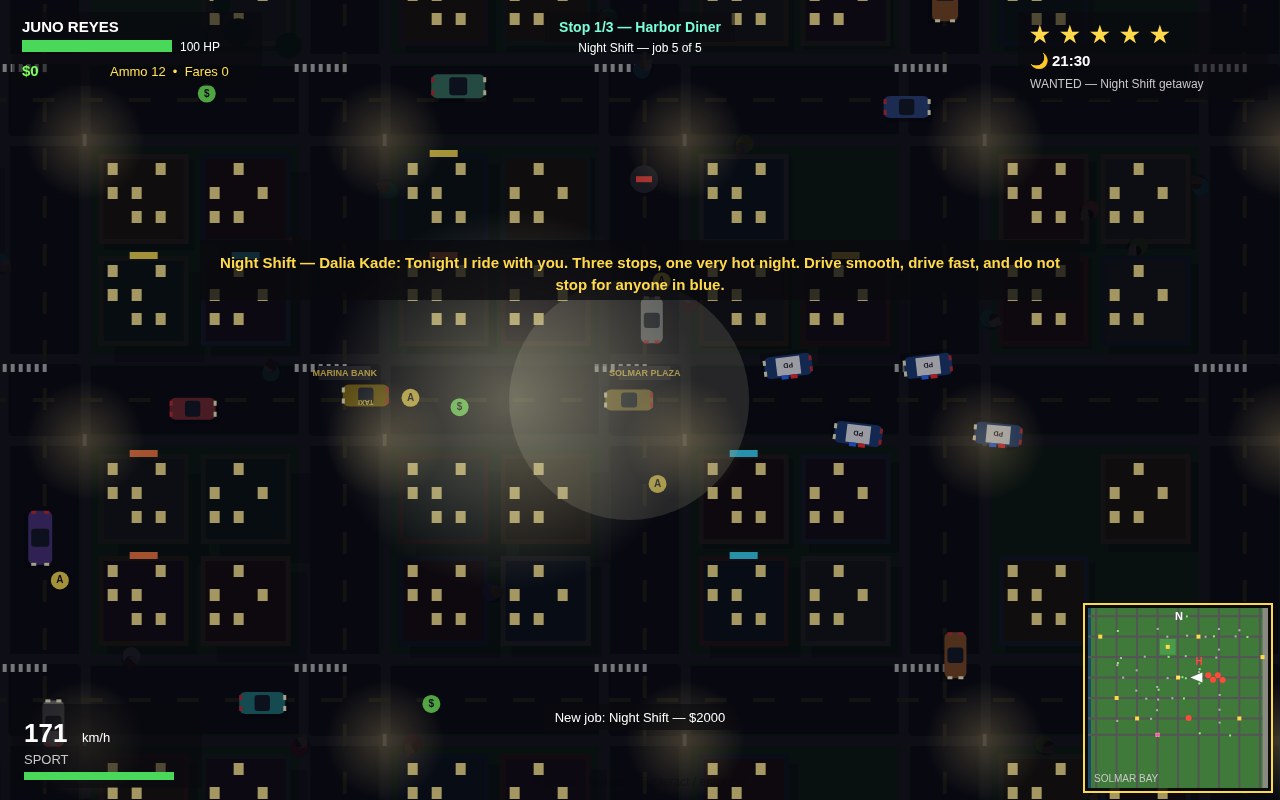 JUNO REYES
100 HP
$0
Ammo 12 • Fares 0
Stop 1/3 — Harbor Diner
Night Shift — job 5 of 5
★ ★ ★ ★ ★
🌙 21:30
WANTED — Night Shift getaway
$
Night Shift — Dalia Kade: Tonight I ride with you. Three stops, one very hot night. Drive smooth, drive fast, and do not
stop for anyone in blue.
MARINA BANK
SOLMAR PLAZA
PD
PD
TAXI
A
$
PD
PD
A
A
$
New job: Night Shift — $2000
171 km/h
SPORT
N
H
SOLMAR BAY